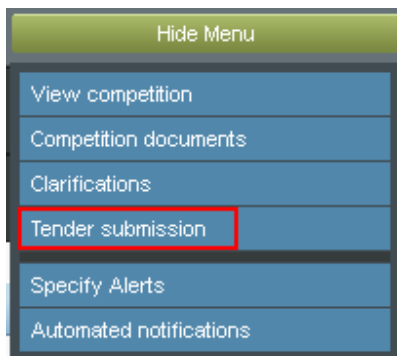 Hide Menu
View competition
Competition documents
Clarifications
Tender submission
Specify Alerts
Automated notifications